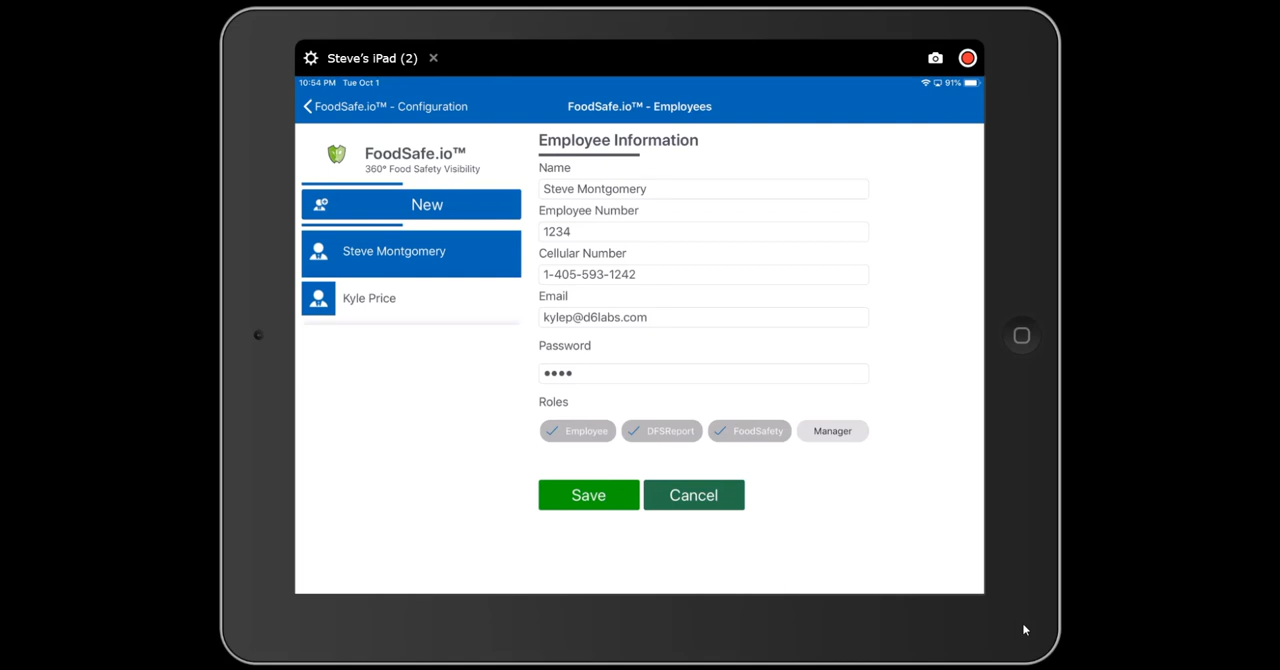 Steve's iPad (2)
10:54 PM Tue Oct 1
91%
FoodSafe.io™ - Configuration
FoodSafe.io™ - Employees
FoodSafe.io™
360º Food Safety Visibility
New
Steve Montgomery
Kyle Price
Employee Information
Name
Steve Montgomery
Employee Number
1234
Cellular Number
1-405-593-1242
Email
kylep@d6labs.com
Password
Roles
Employee DFSReport FoodSafety Manager
Save Cancel